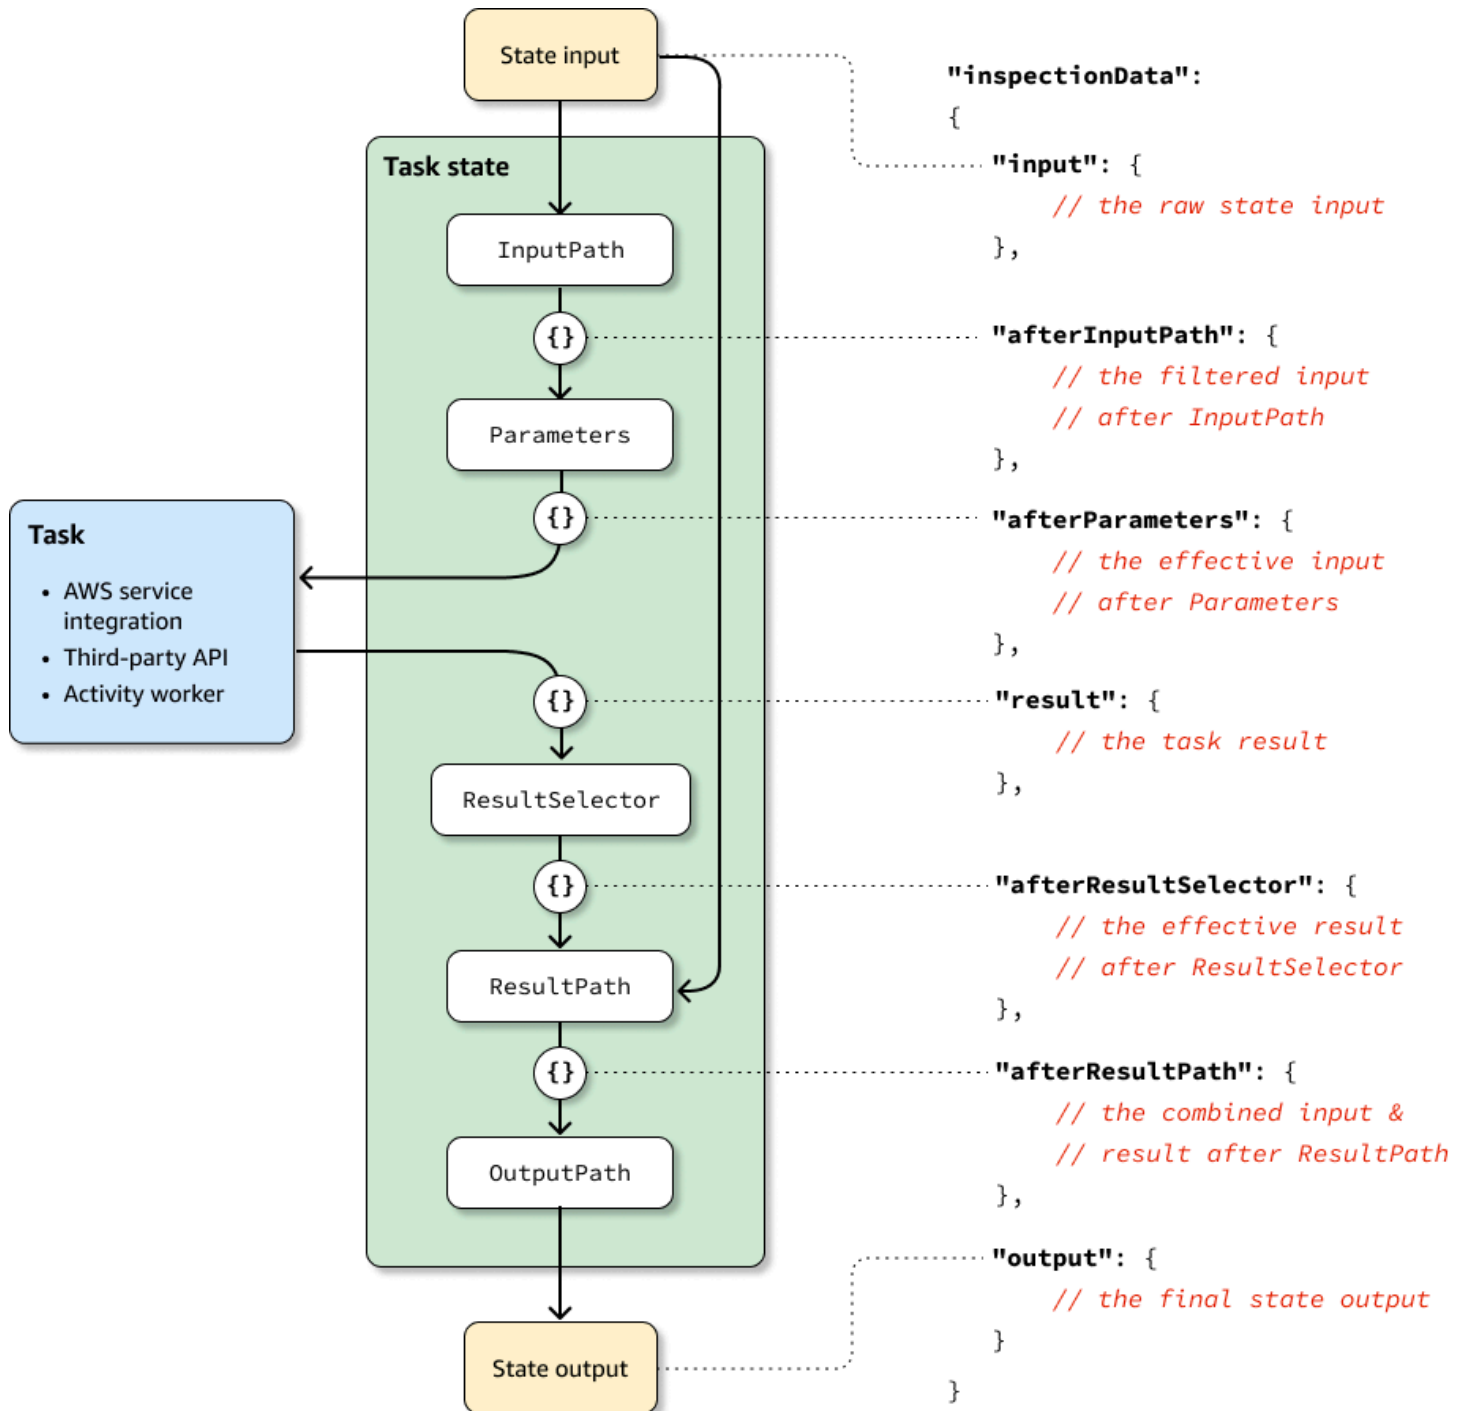 State input
Task state
InputPath
{}
Parameters
{}
Task
• AWS service
integration
• Third-party API
• Activity worker
{}
ResultSelector
{}
ResultPath
{}
OutputPath
State output
"inspectionData":
{
"input": {
// the raw state input
},
"afterInputPath": {
// the filtered input
// after InputPath
},
"afterParameters": {
// the effective input
// after Parameters
},
"result": {
// the task result
},
"afterResultSelector": {
// the effective result
// after ResultSelector
},
"afterResultPath": {
// the combined input &
// result after ResultPath
},
"output": {
// the final state output
}
}